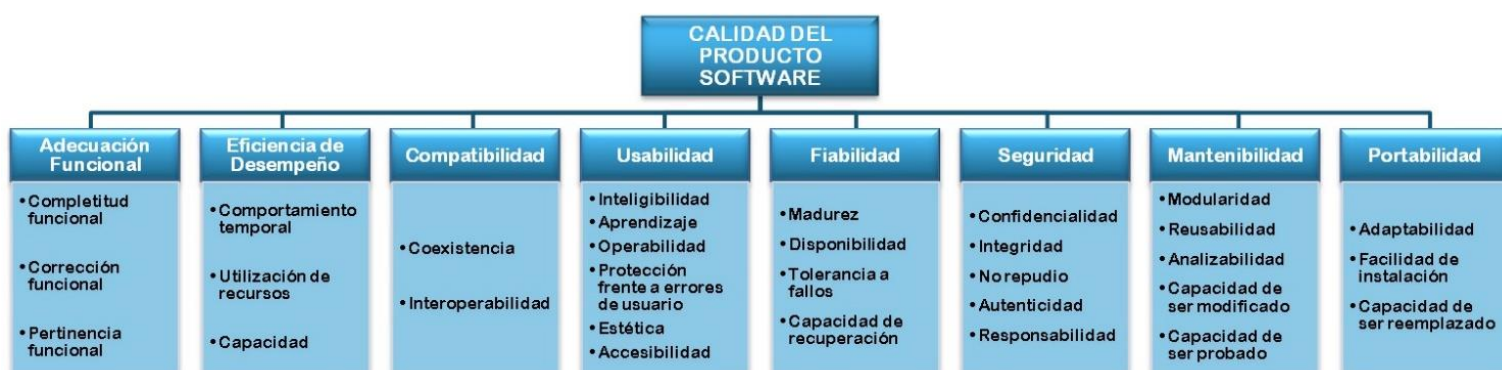 CALIDAD DEL
PRODUCTO
SOFTWARE
Adecuación
Funcional
• Completitud
funcional
• Corrección
funcional
• Pertinencia
funcional
Eficiencia de
Desempeño
• Comportamiento
temporal
• Utilización de
recursos
• Capacidad
Compatibilidad
• Coexistencia
• Interoperabilidad
Usabilidad
• Inteligibilidad
• Aprendizaje
• Operabilidad
• Protección
frente a errores
de usuario
• Estética
• Accesibilidad
Fiabilidad
• Madurez
• Disponibilidad
• Tolerancia a
fallos
• Capacidad de
recuperación
Seguridad
• Confidencialidad
• Integridad
• No repudio
• Autenticidad
• Responsabilidad
Mantenibilidad
• Modularidad
• Reusabilidad
• Analizabilidad
• Capacidad de
ser modificado
• Capacidad de
ser probado
Portabilidad
• Adaptabilidad
• Facilidad de
instalación
• Capacidad de
ser reemplazado